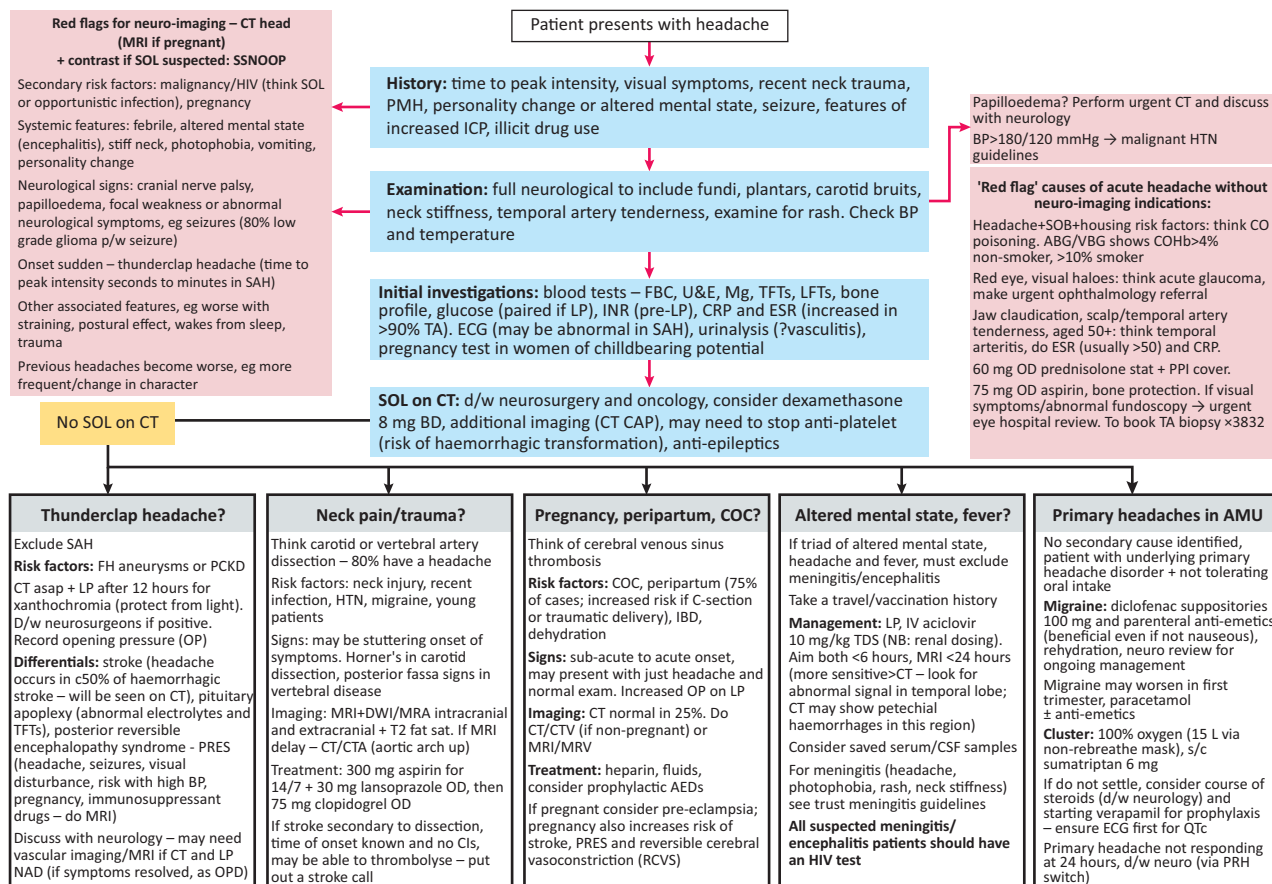 Red flags for neuro-imaging – CT head
(MRI if pregnant)
+ contrast if SOL suspected: SSNOOP
Secondary risk factors: malignancy/HIV (think SOL
or opportunistic infection), pregnancy
Systemic features: febrile, altered mental state
(encephalitis), stiff neck, photophobia, vomiting,
personality change
Neurological signs: cranial nerve palsy,
papilloedema, focal weakness or abnormal
neurological symptoms, eg seizures (80% low
grade glioma p/w seizure)
Onset sudden – thunderclap headache (time to
peak intensity seconds to minutes in SAH)
Other associated features, eg worse with
straining, postural effect, wakes from sleep,
trauma
Previous headaches become worse, eg more
frequent/change in character
Patient presents with headache
History: time to peak intensity, visual symptoms, recent neck trauma,
PMH, personality change or altered mental state, seizure, features of
increased ICP, illicit drug use
Examination: full neurological to include fundi, plantars, carotid bruits,
neck stiffness, temporal artery tenderness, examine for rash. Check BP
and temperature
Initial investigations: blood tests – FBC, U&E, Mg, TFTs, LFTs, bone
profile, glucose (paired if LP), INR (pre-LP), CRP and ESR (increased in
>90% TA). ECG (may be abnormal in SAH), urinalysis (?vasculitis),
pregnancy test in women of chilldbearing potential
SOL on CT: d/w neurosurgery and oncology, consider dexamethasone
8 mg BD, additional imaging (CT CAP), may need to stop anti-platelet
(risk of haemorrhagic transformation), anti-epileptics
Papilloedema? Perform urgent CT and discuss
with neurology
BP>180/120 mmHg → malignant HTN
guidelines
'Red flag' causes of acute headache without
neuro-imaging indications:
Headache+SOB+housing risk factors: think CO
poisoning. ABG/VBG shows COHb>4%
non-smoker, >10% smoker
Red eye, visual haloes: think acute glaucoma,
make urgent ophthalmology referral
Jaw claudication, scalp/temporal artery
tenderness, aged 50+: think temporal
arteritis, do ESR (usually >50) and CRP.
60 mg OD prednisolone stat + PPI cover.
75 mg OD aspirin, bone protection. If visual
symptoms/abnormal fundoscopy → urgent
eye hospital review. To book TA biopsy ×3832
No SOL on CT
Thunderclap headache?
Exclude SAH
Risk factors: FH aneurysms or PCKD
CT asap + LP after 12 hours for
xanthochromia (protect from light).
D/w neurosurgeons if positive.
Record opening pressure (OP)
Differentials: stroke (headache
occurs in c50% of haemorrhagic
stroke – will be seen on CT), pituitary
apoplexy (abnormal electrolytes and
TFTs), posterior reversible
encephalopathy syndrome - PRES
(headache, seizures, visual
disturbance, risk with high BP,
pregnancy, immunosuppressant
drugs – do MRI)
Discuss with neurology – may need
vascular imaging/MRI if CT and LP
NAD (if symptoms resolved, as OPD)
Neck pain/trauma?
Think carotid or vertebral artery
dissection – 80% have a headache
Risk factors: neck injury, recent
infection, HTN, migraine, young
patients
Signs: may be stuttering onset of
symptoms. Horner's in carotid
dissection, posterior fassa signs in
vertebral disease
Imaging: MRI+DWI/MRA intracranial
and extracranial + T2 fat sat. If MRI
delay – CT/CTA (aortic arch up)
Treatment: 300 mg aspirin for
14/7 + 30 mg lansoprazole OD, then
75 mg clopidogrel OD
If stroke secondary to dissection,
time of onset known and no CIs,
may be able to thrombolyse – put
out a stroke call
Pregnancy, peripartum, COC?
Think of cerebral venous sinus
thrombosis
Risk factors: COC, peripartum (75%
of cases; increased risk if C-section
or traumatic delivery), IBD,
dehydration
Signs: sub-acute to acute onset,
may present with just headache and
normal exam. Increased OP on LP
Imaging: CT normal in 25%. Do
CT/CTV (if non-pregnant) or
MRI/MRV
Treatment: heparin, fluids,
consider prophylactic AEDs
If pregnant consider pre-eclampsia;
pregnancy also increases risk of
stroke, PRES and reversible cerebral
vasoconstriction (RCVS)
Altered mental state, fever?
If triad of altered mental state,
headache and fever, must exclude
meningitis/encephalitis
Take a travel/vaccination history
Management: LP, IV aciclovir
10 mg/kg TDS (NB: renal dosing).
Aim both <6 hours, MRI <24 hours
(more sensitive>CT – look for
abnormal signal in temporal lobe;
CT may show petechial
haemorrhages in this region)
Consider saved serum/CSF samples
For meningitis (headache,
photophobia, rash, neck stiffness)
see trust meningitis guidelines
All suspected meningitis/
encephalitis patients should have
an HIV test
Primary headaches in AMU
No secondary cause identified,
patient with underlying primary
headache disorder + not tolerating
oral intake
Migraine: diclofenac suppositories
100 mg and parenteral anti-emetics
(beneficial even if not nauseous),
rehydration, neuro review for
ongoing management
Migraine may worsen in first
trimester, paracetamol
± anti-emetics
Cluster: 100% oxygen (15 L via
non-rebreathe mask), s/c
sumatriptan 6 mg
If do not settle, consider course of
steroids (d/w neurology) and
starting verapamil for prophylaxis
– ensure ECG first for QTc
Primary headache not responding
at 24 hours, d/w neuro (via PRH
switch)